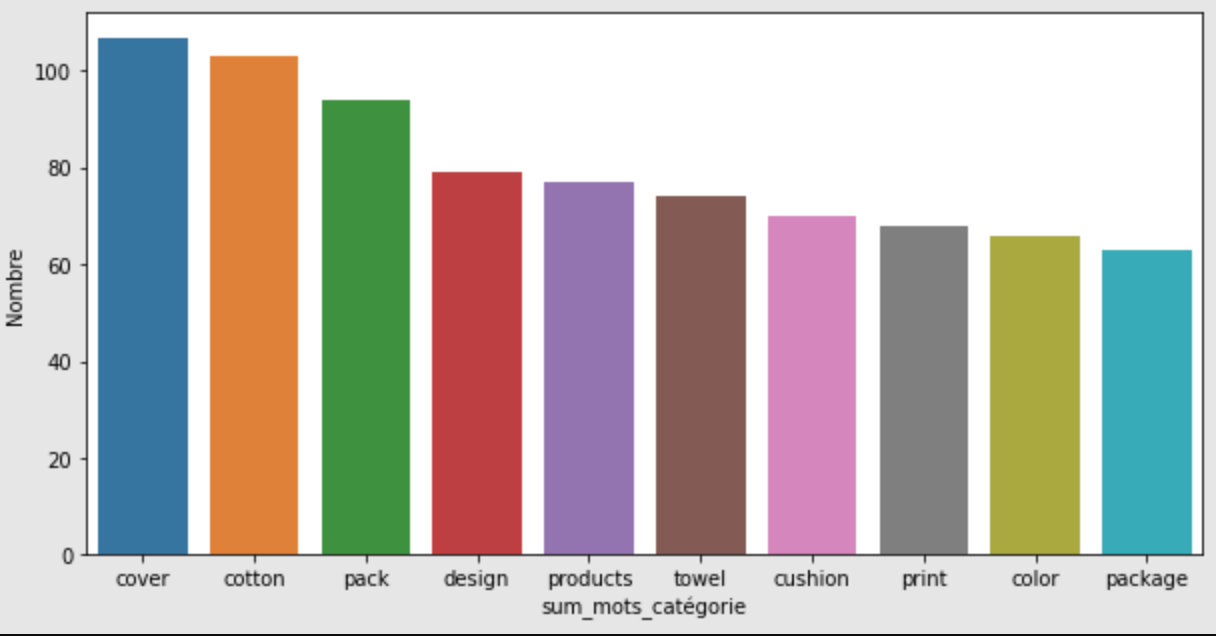 100
80
60
40
20
0
Nombre
cover cotton pack design products towel cushion print color package
sum_mots_catégorie